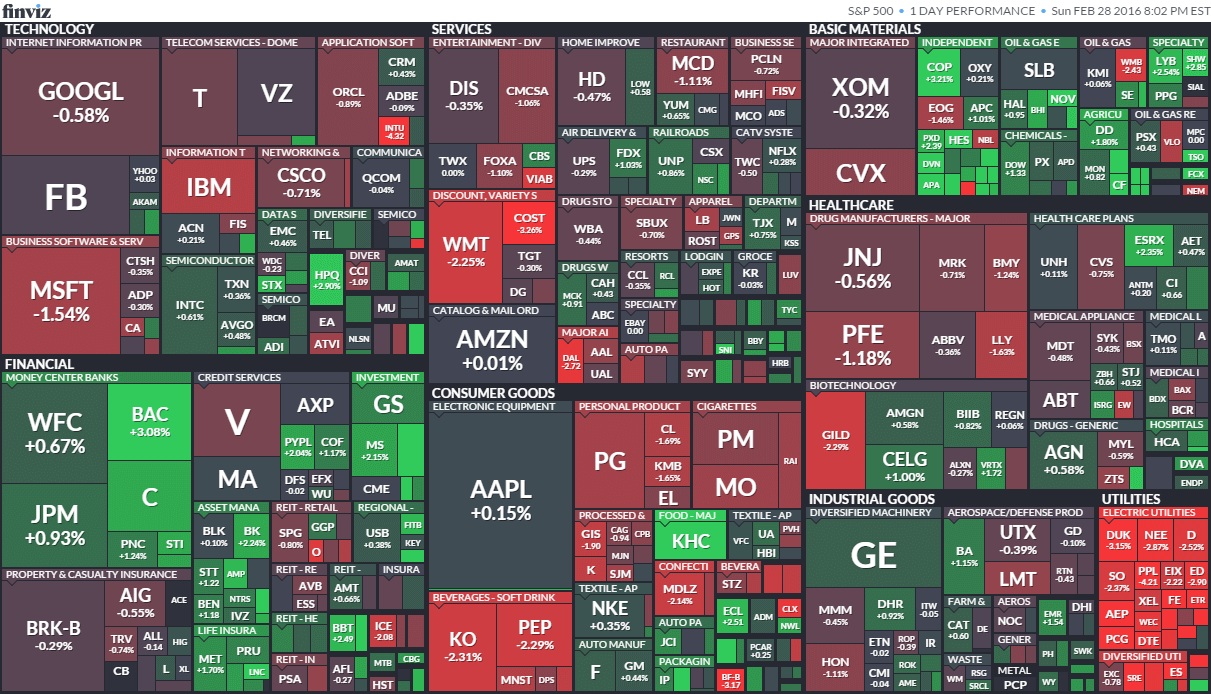 finviz
S&P 500 • 1 DAY PERFORMANCE • Sun FEB 28 2016 8:02 PM EST
TECHNOLOGY
INTERNET INFORMATION PR
GOOGL
-0.58%
FB
YHOO
+0.03
AKAM
TELECOM SERVICES - DOME
T
VZ
APPLICATION SOFT
ORCL
-0.89%
CRM
+0.43%
ADBE
-0.09%
INTU
-4.32
BUSINESS SOFTWARE & SERV
MSFT
-1.54%
CTSH
-0.35%
ADP
-0.30%
CA
INFORMATION T
IBM
ACN
+0.21%
FIS
NETWORKING &
CSCO
-0.71%
COMMUNICA
QCOM
-0.04%
SEMICONDUCTOR
INTC
+0.61%
TXN
+0.36%
AVGO
+0.48%
DATA S
EMC
+0.46%
WDC
-0.23
STX
DIVERSIFIE
TEL
HPQ
+2.90%
SEMICO
AMAT
SEMICO
BRCM
ADI
DIVER
CCI
-1.09
EA
ATVI
MU
NLSN
FINANCIAL
MONEY CENTER BANKS
WFC
+0.67%
BAC
+3.08%
JPM
+0.93%
C
PNC
+1.24%
STI
CREDIT SERVICES
V
AXP
MA
PYPL
+2.04%
COF
+1.17%
DFS
-0.02
EFX
WU
INVESTMENT
GS
MS
+2.15%
CME
PROPERTY & CASUALTY INSURANCE
BRK-B
-0.29%
AIG
-0.55%
ACE
TRV
-0.74%
ALL
-0.14
HIG
CB
L
XL
ASSET MANA
BLK
+0.10%
BK
+2.24%
STT
+1.22
AMP
BEN
+1.18
NTRS
IVZ
REIT - RETAIL
SPG
-0.80%
GGP
O
REGIONAL -
USB
+0.38%
FITB
KEY
REIT - RE
AVB
ESS
REIT -
AMT
+0.66%
INSURA
LIFE INSURA
MET
+1.70%
PRU
LNC
REIT - HE
REIT - IN
PSA
BBT
+2.49
ICE
-2.08
AFL
-0.27
MTB
CBG
HST
SERVICES
ENTERTAINMENT - DIV
DIS
-0.35%
CMCSA
-1.06%
TWX
0.00%
FOXA
-1.10%
CBS
VIAB
HOME IMPROVE
HD
-0.47%
LOW
+0.58
RESTAURANT
MCD
-1.11%
YUM
+0.65%
CMG
BUSINESS SE
PCLN
-0.72%
MHFI
FISV
MCO
ADS
AIR DELIVERY &
UPS
-0.29%
FDX
+1.03%
RAILROADS
UNP
+0.86%
CSX
NSC
CATV SYSTE
TWC
-0.50
NFLX
+0.28%
DISCOUNT, VARIETY S
WMT
-2.25%
COST
-3.26%
TGT
-0.30%
DG
DRUG STO
WBA
-0.44%
SPECIALTY
SBUX
-0.70%
APPAREL
LB
JWN
ROST
GPS
DEPARTM
TJX
+0.75%
M
KSS
DRUGS W
MCK
+0.91
CAH
+0.43
ABC
RESORTS
CCL
-0.35%
RCL
LODGIN
EXPE
HOT
GROCE
KR
-0.03%
LUV
CATALOG & MAIL ORD
AMZN
+0.01%
SPECIALTY
EBAY
0.00
TYC
MAJOR AI
DAL
-2.72
AAL
UAL
AUTO PA
SYY
SNI
BBY
HRB
CONSUMER GOODS
ELECTRONIC EQUIPMENT
AAPL
+0.15%
PERSONAL PRODUCT
PG
CL
-1.69%
KMB
-1.65%
EL
CIGARETTES
PM
MO
RAI
PROCESSED &
GIS
-1.90
CAG
-0.94
CPB
MJN
K
SJM
FOOD - MAJ
KHC
TEXTILE - AP
VFC
UA
PVH
HBI
BEVERAGES - SOFT DRINK
KO
-2.31%
PEP
-2.29%
MNST
DPS
TEXTILE - AP
NKE
+0.35%
CONFECTI
MDLZ
-2.14%
BEVERA
STZ
AUTO MANUF
F
GM
+0.44%
AUTO PA
JCI
PACKAGIN
IP
ECL
+2.51
ADM
CLX
NWL
PCAR
+0.25
BF-B
-3.17
BASIC MATERIALS
MAJOR INTEGRATED
XOM
-0.32%
CVX
INDEPENDENT
COP
+3.21%
OXY
+0.21%
EOG
-1.46%
APC
+1.01%
PXD
+2.39
HES
NBL
DVN
APA
OIL & GAS E
SLB
HAL
+0.95
BHI
NOV
OIL & GAS
KMI
+0.06%
WMB
-2.43
SE
SPECIALTY
LYB
+2.54%
SHW
+2.85
PPG
SIAL
CHEMICALS -
DOW
+1.33
PX
APD
AGRICU
DD
+1.80%
MON
+0.82
CF
OIL & GAS RE
PSX
+0.43
VLO
MPC
0.00
TSO
FCX
NEM
HEALTHCARE
DRUG MANUFACTURERS - MAJOR
JNJ
-0.56%
MRK
-0.71%
BMY
-1.24%
PFE
-1.18%
ABBV
-0.36%
LLY
-1.63%
HEALTH CARE PLANS
UNH
+0.11%
CVS
-0.75%
ESRX
+2.35%
AET
+0.47%
ANTM
+0.20
CI
+0.66
MEDICAL APPLIANCE
MDT
-0.48%
SYK
-0.43%
BSX
ABT
ZBH
+0.66
STJ
+0.52
ISRG
EW
MEDICAL L
TMO
+0.11%
A
MEDICAL I
BDX
BAX
BCR
BIOTECHNOLOGY
GILD
-2.29%
AMGN
+0.58%
BIIB
+0.82%
REGN
+0.06%
CELG
+1.00%
ALXN
-0.27%
VRTX
+1.72
DRUGS - GENERIC
AGN
+0.58%
MYL
-0.59%
ZTS
HOSPITALS
HCA
DVA
ENDP
INDUSTRIAL GOODS
DIVERSIFIED MACHINERY
GE
MMM
-0.45%
DHR
+0.92%
ITW
-0.05
HON
-1.11%
ETN
-0.02
ROP
-0.39
IR
CMI
-0.04
ROK
AME
AEROSPACE/DEFENSE PROD
BA
+1.15%
UTX
-0.39%
GD
-0.10%
LMT
RTN
-0.43
FARM &
CAT
+0.60
DE
AEROS
NOC
EMR
+1.54
DHI
GENER
PH
SWK
WASTE
WM
RSG
SRCL
METAL
PCP
WY
UTILITIES
ELECTRIC UTILITIES
DUK
-3.15%
NEE
-2.87%
D
-2.52%
SO
-2.37%
PPL
-4.21
EIX
-2.22
ED
-2.90
AEP
XEL
FE
ETR
PCG
WEC
DTE
DIVERSIFIED UTI
EXC
-0.78
SRE
ES